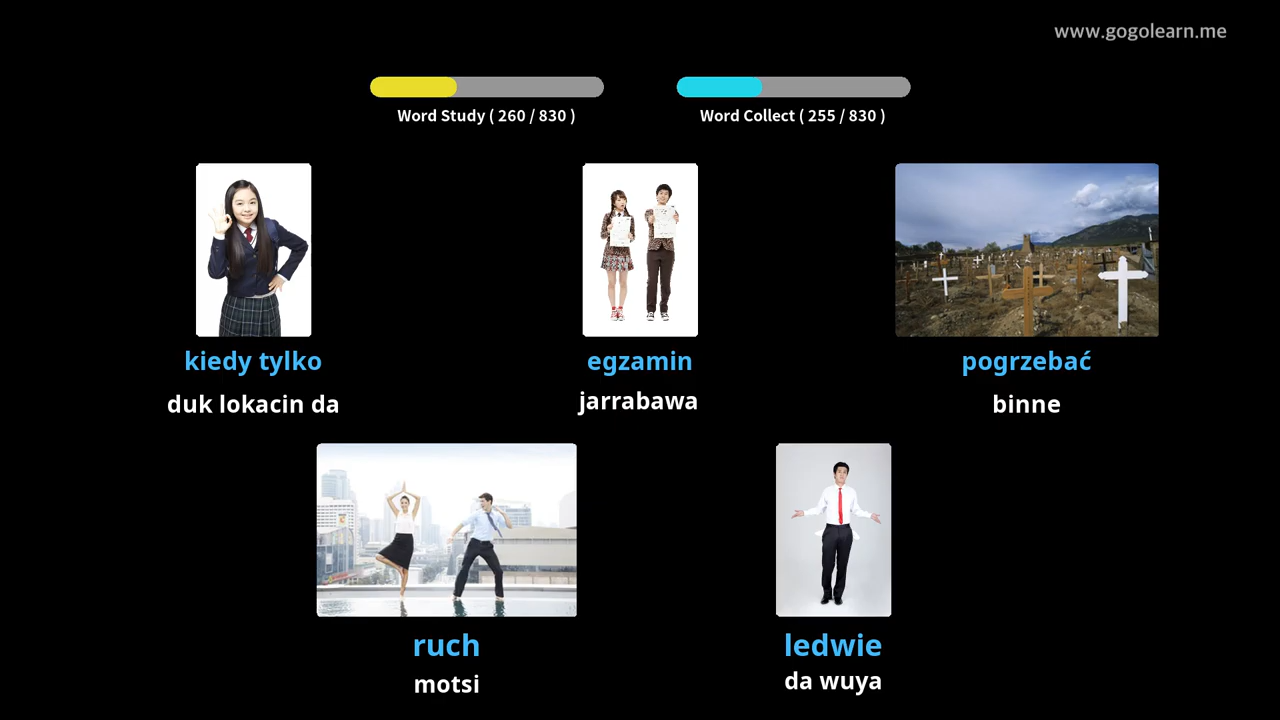 www.gogolearn.me
Word Study ( 260 / 830 )
Word Collect ( 255 / 830 )
kiedy tylko
duk lokacin da
egzamin
jarrabawa
pogrzebać
binne
ruch
motsi
ledwie
da wuya